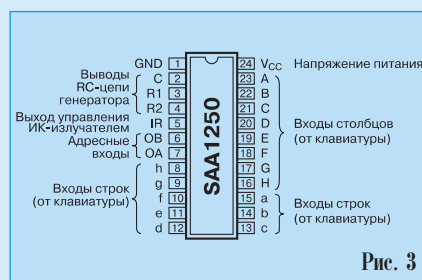 GND 1 24 VCC Напряжение питания
Выводы RC-цепи генератора
C 2 23 A
R1 3 22 B
R2 4 21 C
Выход управления ИК-излучателем
IR 5 20 D
Адресные входы
OB 6 19 E
OA 7 18 F
Входы столбцов (от клавиатуры)
h 8 17 G
g 9 16 H
Входы строк (от клавиатуры)
f 10 15 a
e 11 14 b
d 12 13 c
Входы строк (от клавиатуры)
SAA1250
Рис. 3